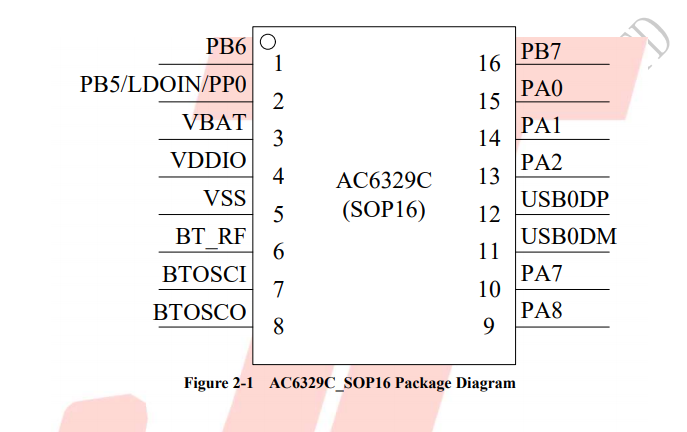 PB6
1
16
PB7
PB5/LDOIN/PP0
2
15
PA0
VBAT
3
14
PA1
VDDIO
4
13
PA2
AC6329C
(SOP16)
VSS
5
12
USB0DP
BT_RF
6
11
USB0DM
BTOSCI
7
10
PA7
BTOSCO
8
9
PA8
Figure 2-1 AC6329C_SOP16 Package Diagram